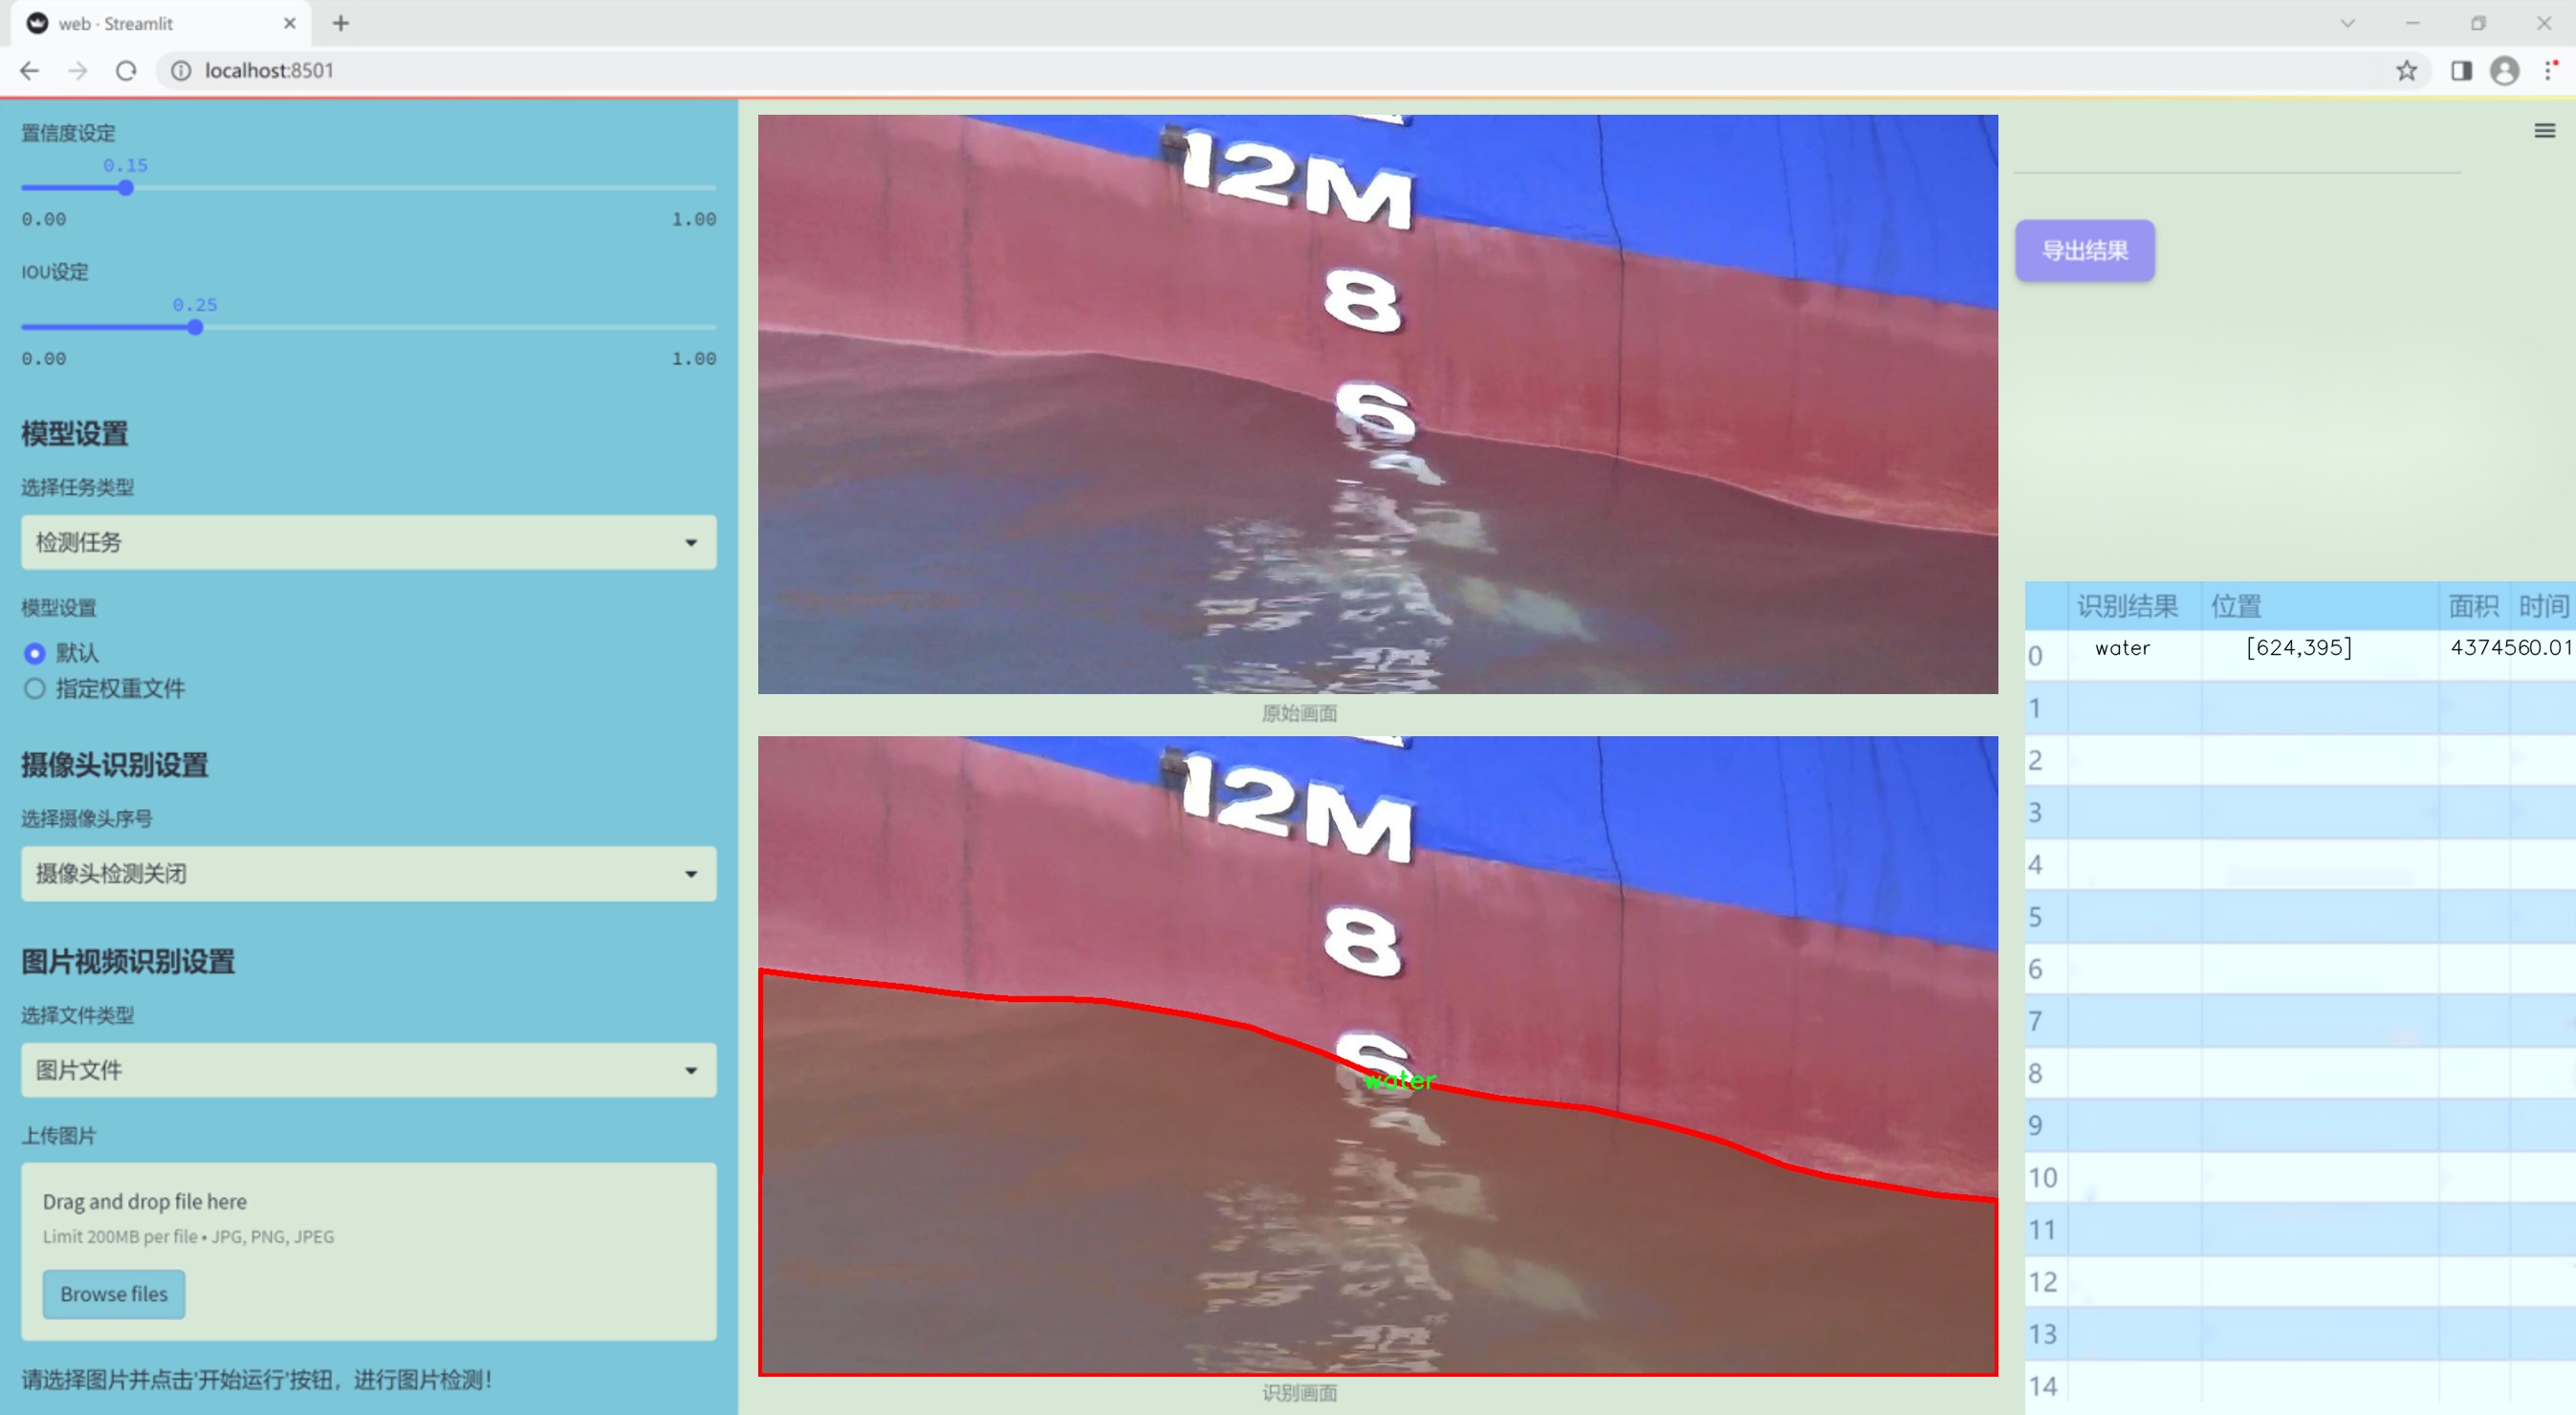 web · Streamlit
localhost:8501
置信度设定
0.15
0.00 1.00
IOU设定
0.25
0.00 1.00
模型设置
选择任务类型
检测任务
模型设置
默认
指定权重文件
摄像头识别设置
选择摄像头序号
摄像头检测关闭
图片视频识别设置
选择文件类型
图片文件
上传图片
Drag and drop file here
Limit 200MB per file • JPG, PNG, JPEG
Browse files
请选择图片并点击'开始运行'按钮，进行图片检测！
12M
8
6
原始画面
12M
8
6
water
识别画面
导出结果
识别结果 位置 面积 时间
0 water [624,395] 4374560.01
1
2
3
4
5
6
7
8
9
10
11
12
13
14